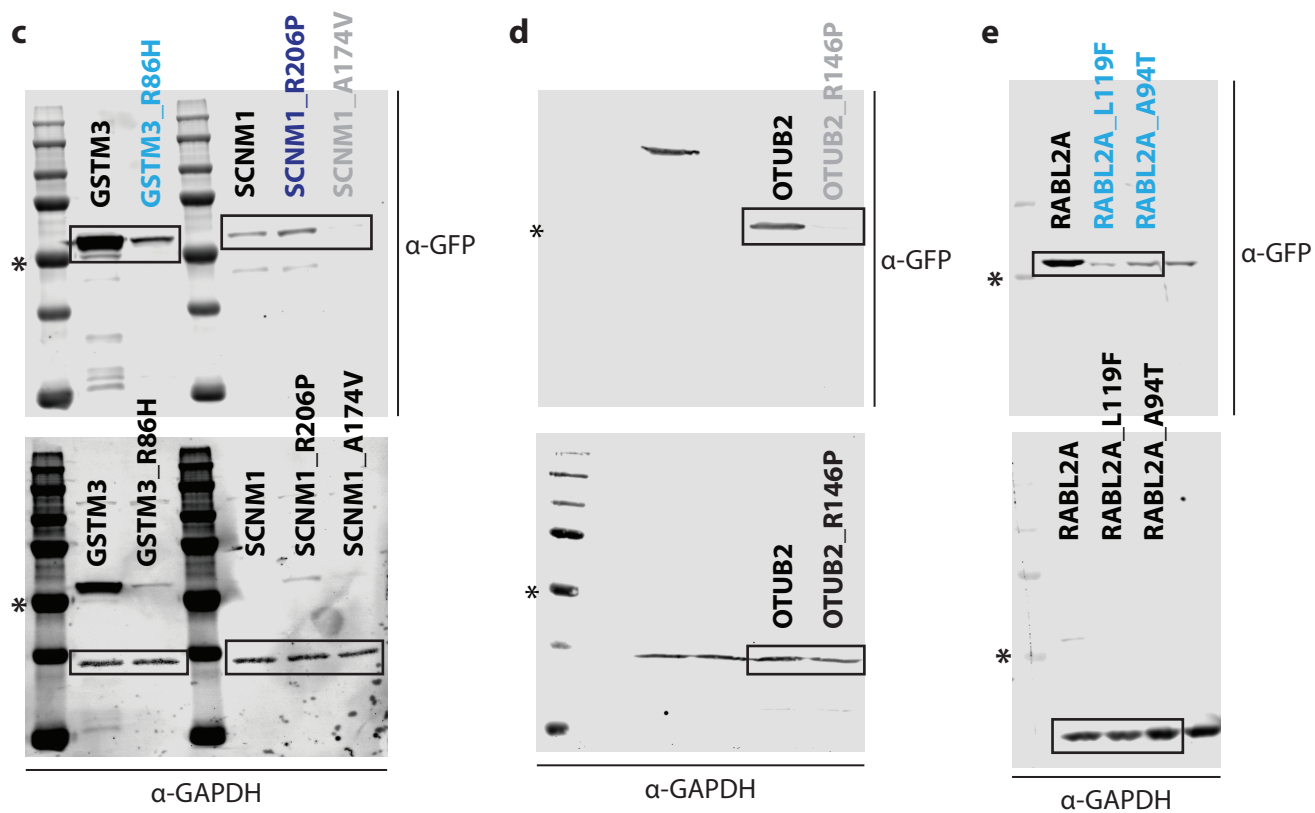 c
GSTM3
GSTM3_R86H
SCNM1
SCNM1_R206P
SCNM1_A174V
*
α-GFP
GSTM3
GSTM3_R86H
SCNM1
SCNM1_R206P
SCNM1_A174V
*
α-GAPDH
d
OTUB2
OTUB2_R146P
*
α-GFP
OTUB2
OTUB2_R146P
*
α-GAPDH
e
RABL2A
RABL2A_L119F
RABL2A_A94T
*
α-GFP
RABL2A
RABL2A_L119F
RABL2A_A94T
*
α-GAPDH